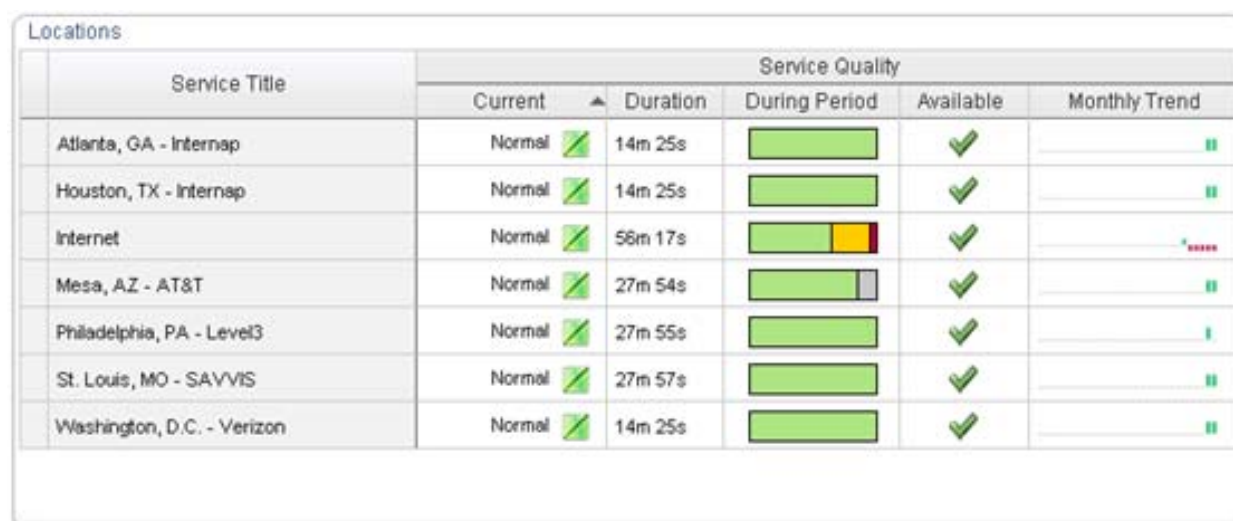 Locations
Service Title
Service Quality
Current Duration During Period Available Monthly Trend
Atlanta, GA - Internap Normal 14m 25s
Houston, TX - Internap Normal 14m 25s
Internet Normal 56m 17s
Mesa, AZ - AT&T Normal 27m 54s
Philadelphia, PA - Level3 Normal 27m 55s
St. Louis, MO - SAVVIS Normal 27m 57s
Washington, D.C. - Verizon Normal 14m 25s